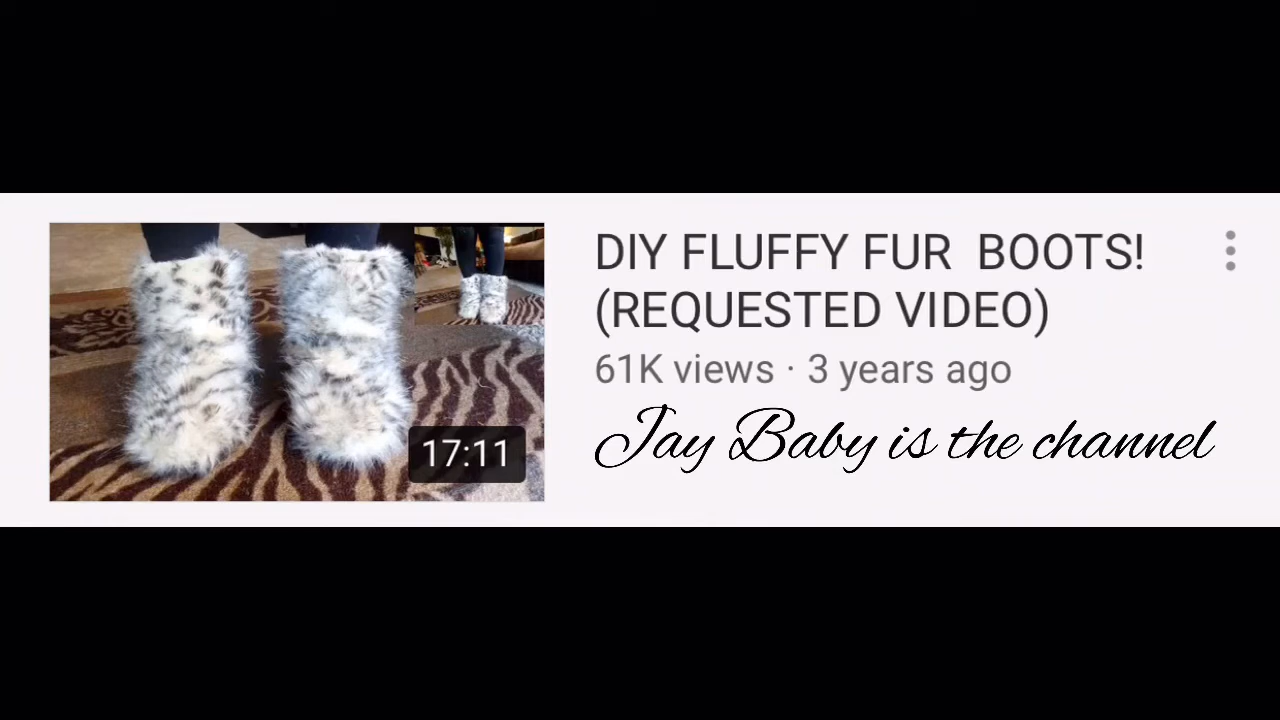 DIY FLUFFY FUR BOOTS!
(REQUESTED VIDEO)
61K views · 3 years ago
Jay Baby is the channel
17:11